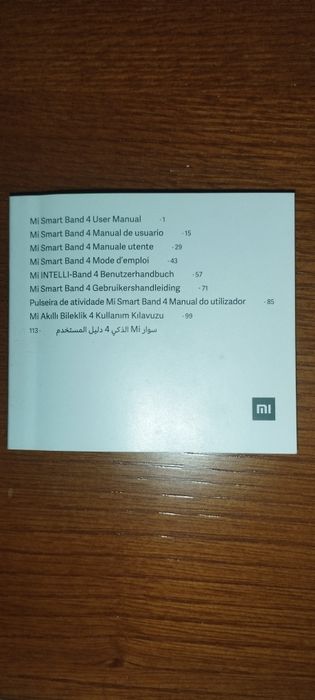 Mi Smart Band 4 User Manual · 1
Mi Smart Band 4 Manual de usuario · 15
Mi Smart Band 4 Manuale utente · 29
Mi Smart Band 4 Mode d'emploi · 43
Mi INTELLI-Band 4 Benutzerhandbuch · 57
Mi Smart Band 4 Gebruikershandleiding · 71
Pulseira de atividade Mi Smart Band 4 Manual do utilizador · 85
Mi Akıllı Bileklik 4 Kullanım Kılavuzu · 99
سوار Mi الذكي 4 دليل المستخدم · 113
mi